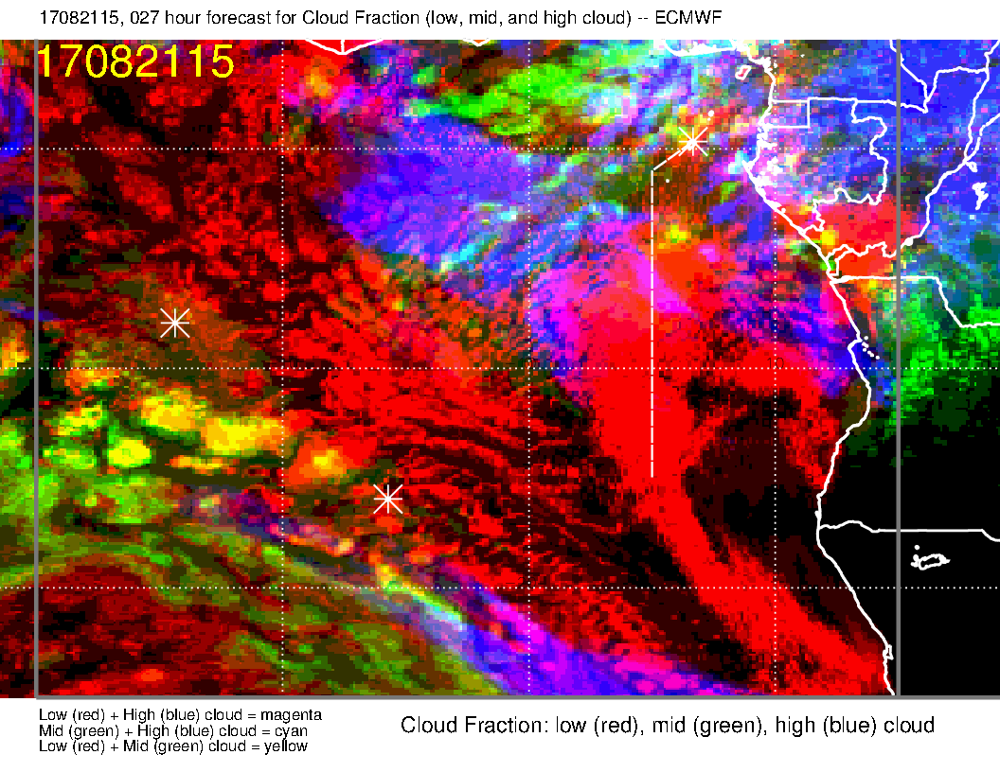 17082115, 027 hour forecast for Cloud Fraction (low, mid, and high cloud) -- ECMWF
17082115
Low (red) + High (blue) cloud = magenta
Mid (green) + High (blue) cloud = cyan
Low (red) + Mid (green) cloud = yellow
Cloud Fraction: low (red), mid (green), high (blue) cloud